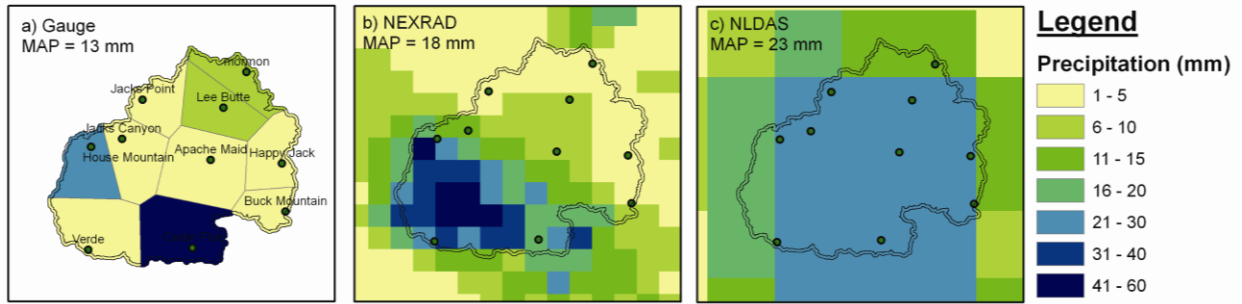 a) Gauge
MAP = 13 mm
mormon
Jacks Point
Lee Butte
Jacks Canyon
House Mountain
Apache Maid
Happy Jack
Buck Mountain
Verde
b) NEXRAD
MAP = 18 mm
c) NLDAS
MAP = 23 mm
Legend
Precipitation (mm)
1 - 5
6 - 10
11 - 15
16 - 20
21 - 30
31 - 40
41 - 60